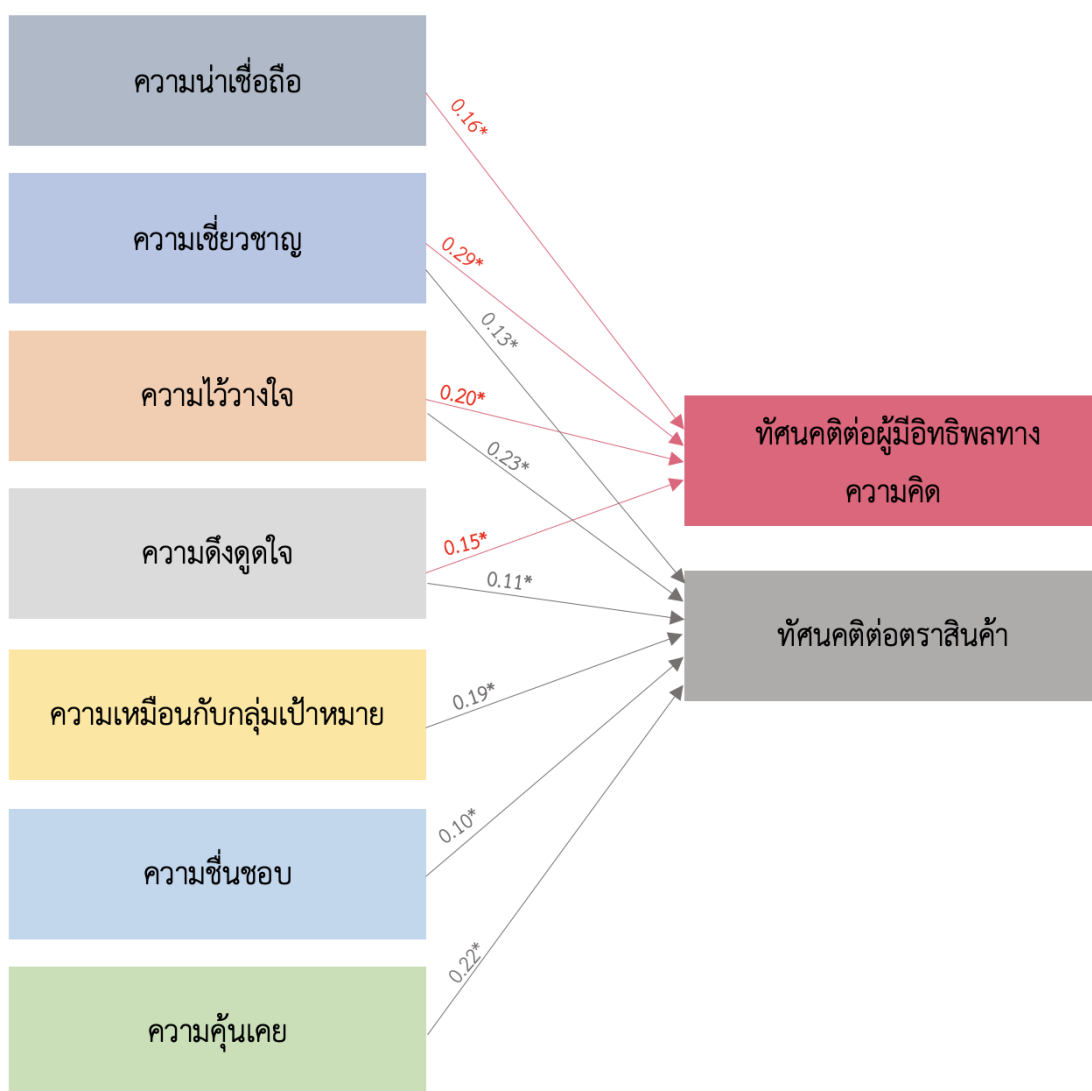 ความน่าเชื่อถือ
0.16*
ความเชี่ยวชาญ
0.29*
0.13*
ความไว้วางใจ
0.20*
0.23*
ทัศนคติต่อผู้มีอิทธิพลทาง
ความคิด
ความดึงดูดใจ
0.15*
0.11*
ทัศนคติต่อตราสินค้า
ความเหมือนกับกลุ่มเป้าหมาย
0.19*
ความชื่นชอบ
0.10*
ความคุ้นเคย
0.22*